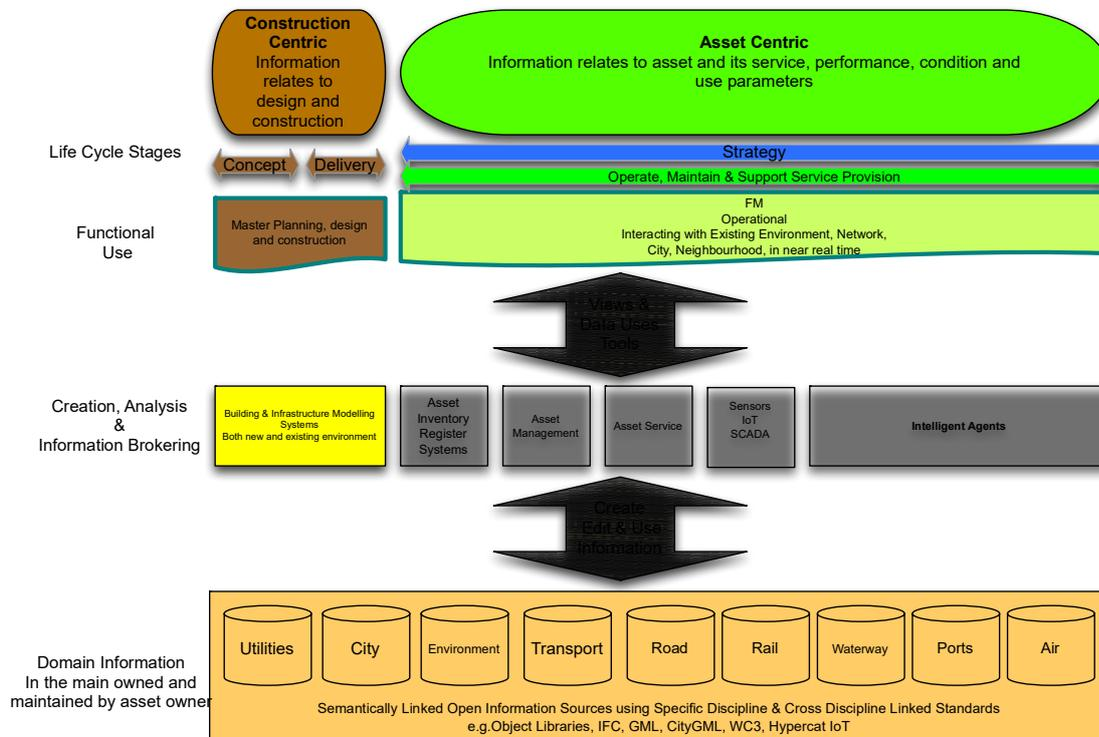 Construction
Centric
Information
relates to
design and
construction
Asset Centric
Information relates to asset and its service, performance, condition and
use parameters
Life Cycle Stages
Concept
Delivery
Strategy
Operate, Maintain & Support Service Provision
Functional
Use
Master Planning, design
and construction
FM
Operational
Interacting with Existing Environment, Network,
City, Neighbourhood, in near real time
Views &
Data Uses
Tools
Creation, Analysis
&
Information Brokering
Building & Infrastructure Modelling
Systems
Both new and existing environment
Asset
Inventory
Register
Systems
Asset
Management
Asset Service
Sensors
IoT
SCADA
Intelligent Agents
Create
Edit & Use
Information
Domain Information
In the main owned and
maintained by asset owner
Utilities
City
Environment
Transport
Road
Rail
Waterway
Ports
Air
Semantically Linked Open Information Sources using Specific Discipline & Cross Discipline Linked Standards
e.g.Object Libraries, IFC, GML, CityGML, WC3, Hypercat IoT